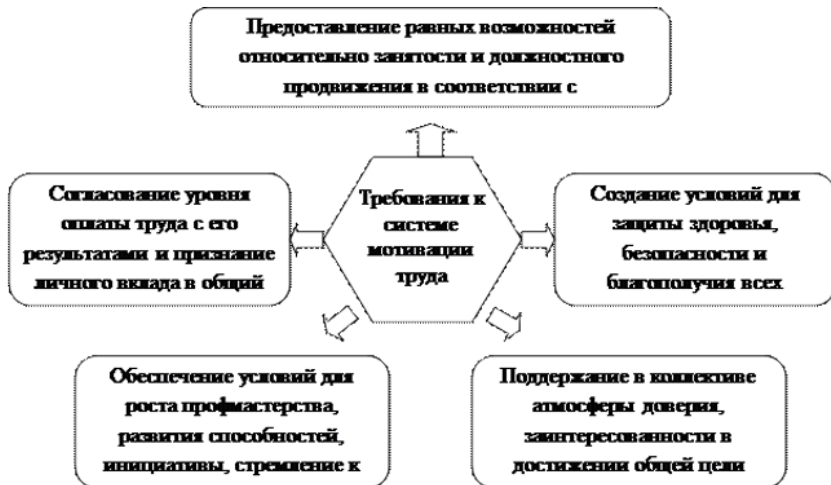 Предоставление равных возможностей
относительно занятости и должностного
продвижения в соответствии с
Согласование уровня
оплаты труда с его
результатами и признание
личного вклада в общий
Требования к
системе
мотивации
труда
Создание условий для
защиты здоровья,
безопасности и
благополучия всех
Обеспечение условий для
роста профмастерства,
развития способностей,
инициативы, стремление к
Поддержание в коллективе
атмосферы доверия,
заинтересованности в
достижении общей цели